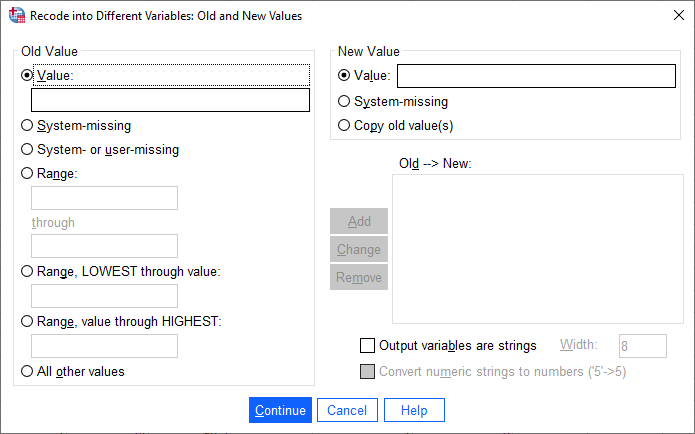 Recode into Different Variables: Old and New Values
Old Value
Value:
System-missing
System- or user-missing
Range:
through
Range, LOWEST through value:
Range, value through HIGHEST:
All other values
New Value
Value:
System-missing
Copy old value(s)
Old --> New:
Add
Change
Remove
Output variables are strings
Width:
8
Convert numeric strings to numbers ('5'->5)
Continue
Cancel
Help